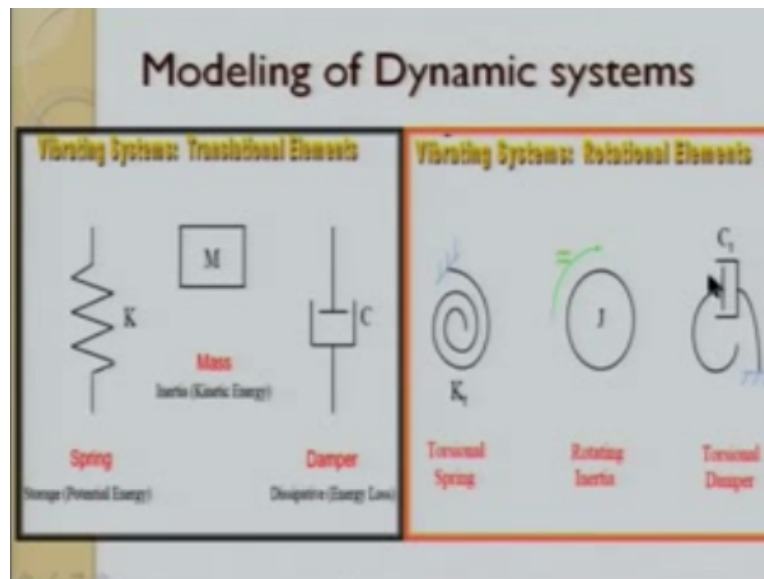 Modeling of Dynamic systems
Vibrating Systems: Translational Elements
K
M
C
Mass
Inertia (Kinetic Energy)
Spring
Damper
Storage (Potential Energy)
Dissipative (Energy Loss)
Vibrating Systems: Rotational Elements
J
Torsional
Spring
Rotating
Inertia
Torsional
Damper